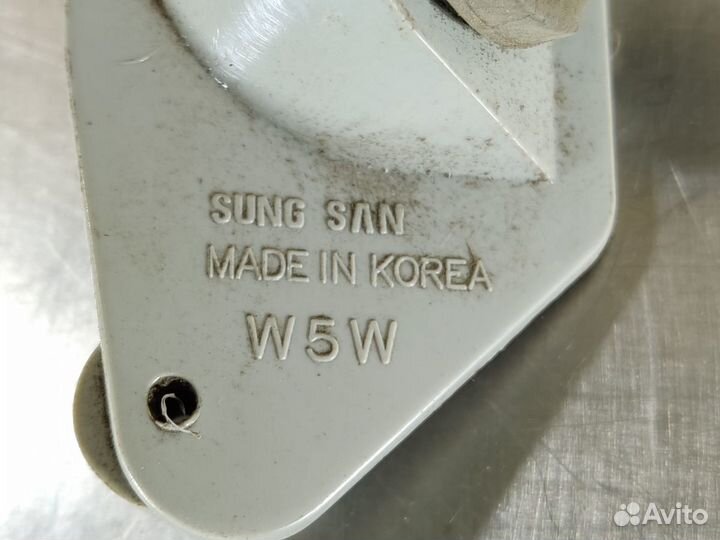 SUNG SAN
MADE IN KOREA
W5W
Avito